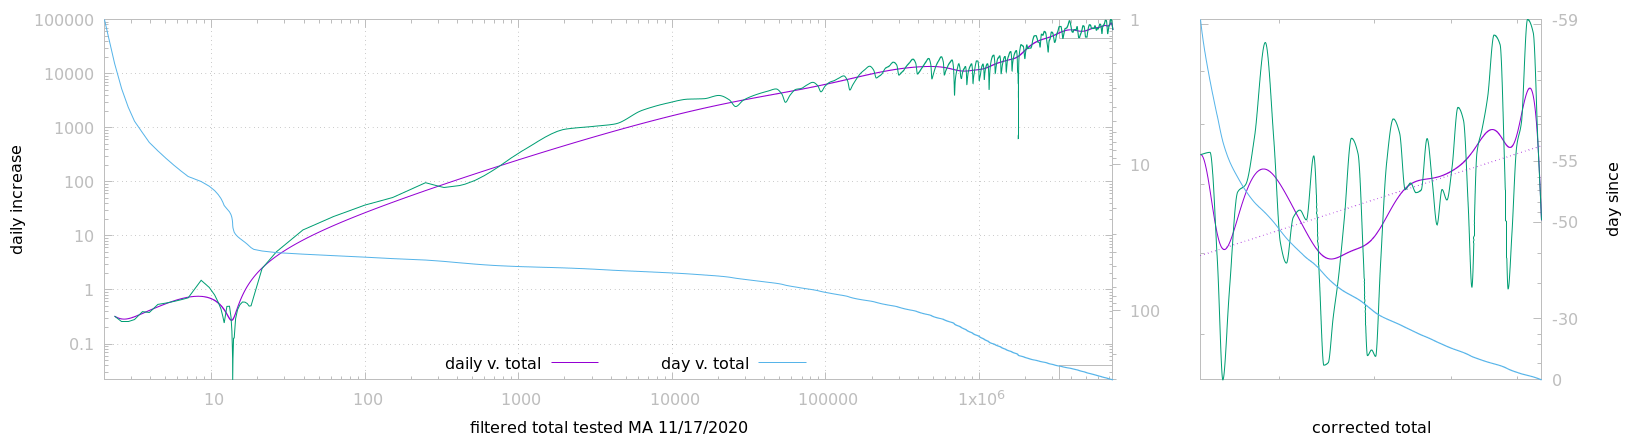 daily increase
100000
10000
1000
100
10
1
0.1
10
100
1000
10000
100000
1x10⁶
filtered total tested MA 11/17/2020
daily v. total
day v. total
1
10
100
corrected total
-59
-55
-50
-30
0
day since